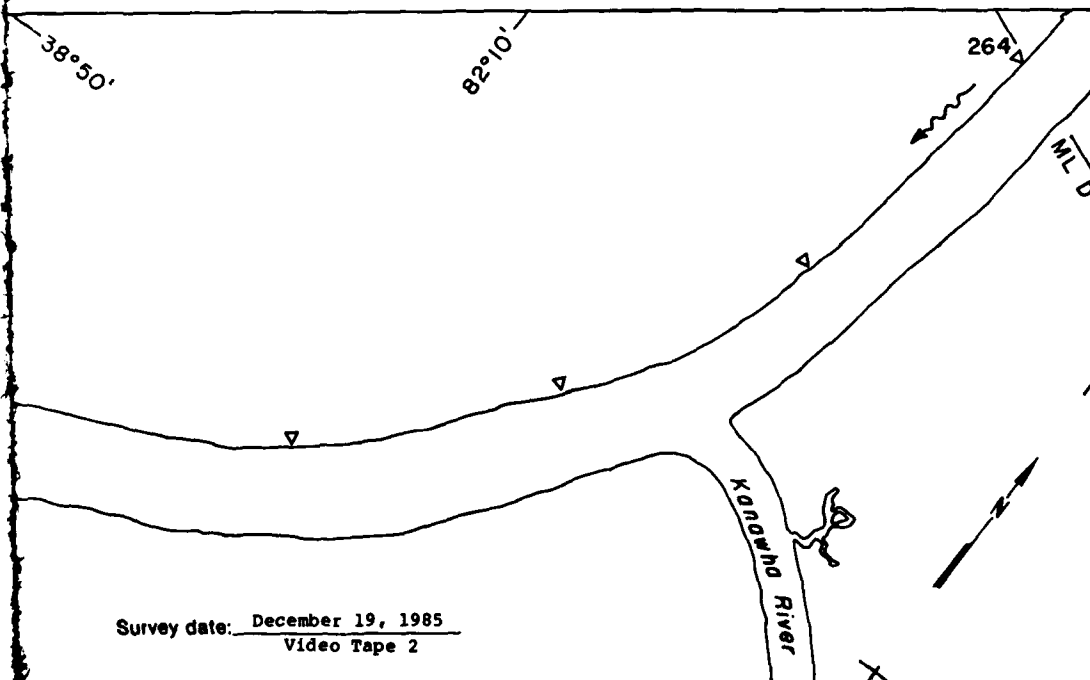 38°50'
82°10'
264
ML D
N
Kanawha River
Survey date: December 19, 1985
Video Tape 2